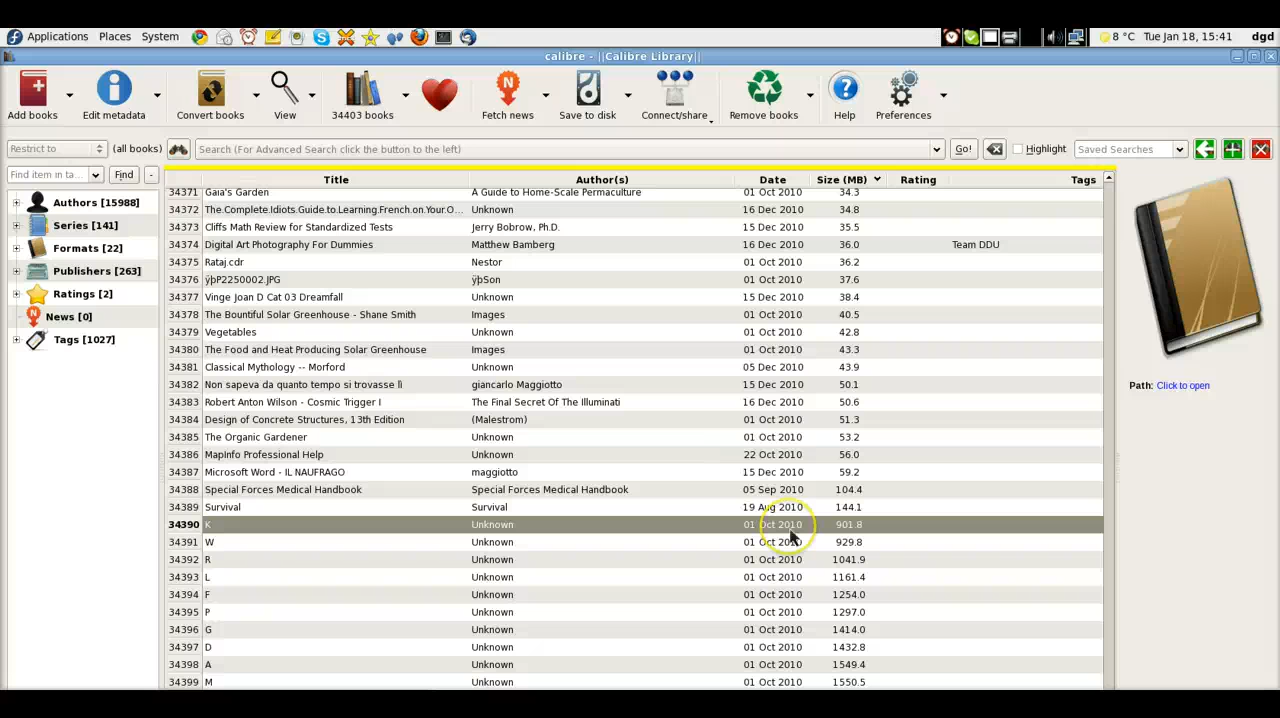 Applications Places System 8 °C Tue Jan 18, 15:41 dgd
calibre - ||Calibre Library||
Add books Edit metadata Convert books View 34403 books Fetch news Save to disk Connect/share Remove books Help Preferences
Restrict to (all books) Search (For Advanced Search click the button to the left) Go! Highlight Saved Searches
Find item in ta... Find -
Authors [15988]
Series [141]
Formats [22]
Publishers [263]
Ratings [2]
News [0]
Tags [1027]
Title Author(s) Date Size (MB) Rating Tags
34371 Gaia's Garden A Guide to Home-Scale Permaculture 01 Oct 2010 34.3
34372 The.Complete.Idiots.Guide.to.Learning.French.on.Your.O... Unknown 16 Dec 2010 34.8
34373 Cliffs Math Review for Standardized Tests Jerry Bobrow, Ph.D. 15 Dec 2010 35.5
34374 Digital Art Photography For Dummies Matthew Bamberg 16 Dec 2010 36.0 Team DDU
34375 Rataj.cdr Nestor 01 Oct 2010 36.2
34376 ÿþP2250002.JPG ÿþSon 01 Oct 2010 37.6
34377 Vinge Joan D Cat 03 Dreamfall Unknown 15 Dec 2010 38.4
34378 The Bountiful Solar Greenhouse - Shane Smith Images 01 Oct 2010 40.5
34379 Vegetables Unknown 01 Oct 2010 42.8
34380 The Food and Heat Producing Solar Greenhouse Images 01 Oct 2010 43.3
34381 Classical Mythology -- Morford Unknown 05 Dec 2010 43.9
34382 Non sapeva da quanto tempo si trovasse lì giancarlo Maggiotto 15 Dec 2010 50.1
34383 Robert Anton Wilson - Cosmic Trigger I The Final Secret Of The Illuminati 16 Dec 2010 50.6
34384 Design of Concrete Structures, 13th Edition (Malestrom) 01 Oct 2010 51.3
34385 The Organic Gardener Unknown 01 Oct 2010 53.2
34386 MapInfo Professional Help Unknown 22 Oct 2010 56.0
34387 Microsoft Word - IL NAUFRAGO maggiotto 15 Dec 2010 59.2
34388 Special Forces Medical Handbook Special Forces Medical Handbook 05 Sep 2010 104.4
34389 Survival Survival 19 Aug 2010 144.1
34390 K Unknown 01 Oct 2010 901.8
34391 W Unknown 01 Oct 2010 929.8
34392 R Unknown 01 Oct 2010 1041.9
34393 L Unknown 01 Oct 2010 1161.4
34394 F Unknown 01 Oct 2010 1254.0
34395 P Unknown 01 Oct 2010 1297.0
34396 G Unknown 01 Oct 2010 1414.0
34397 D Unknown 01 Oct 2010 1432.8
34398 A Unknown 01 Oct 2010 1549.4
34399 M Unknown 01 Oct 2010 1550.5
Path: Click to open